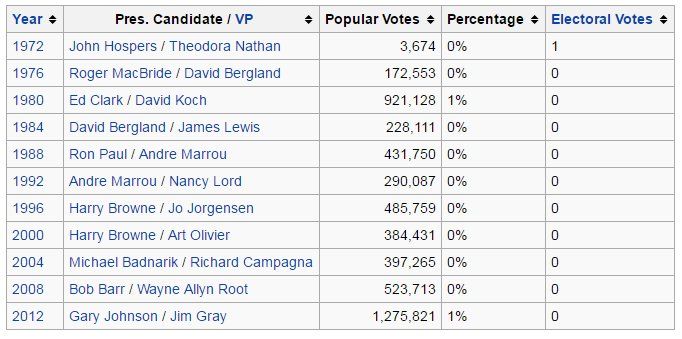 Year Pres. Candidate / VP Popular Votes Percentage Electoral Votes
1972 John Hospers / Theodora Nathan 3,674 0% 1
1976 Roger MacBride / David Bergland 172,553 0% 0
1980 Ed Clark / David Koch 921,128 1% 0
1984 David Bergland / James Lewis 228,111 0% 0
1988 Ron Paul / Andre Marrou 431,750 0% 0
1992 Andre Marrou / Nancy Lord 290,087 0% 0
1996 Harry Browne / Jo Jorgensen 485,759 0% 0
2000 Harry Browne / Art Olivier 384,431 0% 0
2004 Michael Badnarik / Richard Campagna 397,265 0% 0
2008 Bob Barr / Wayne Allyn Root 523,713 0% 0
2012 Gary Johnson / Jim Gray 1,275,821 1% 0